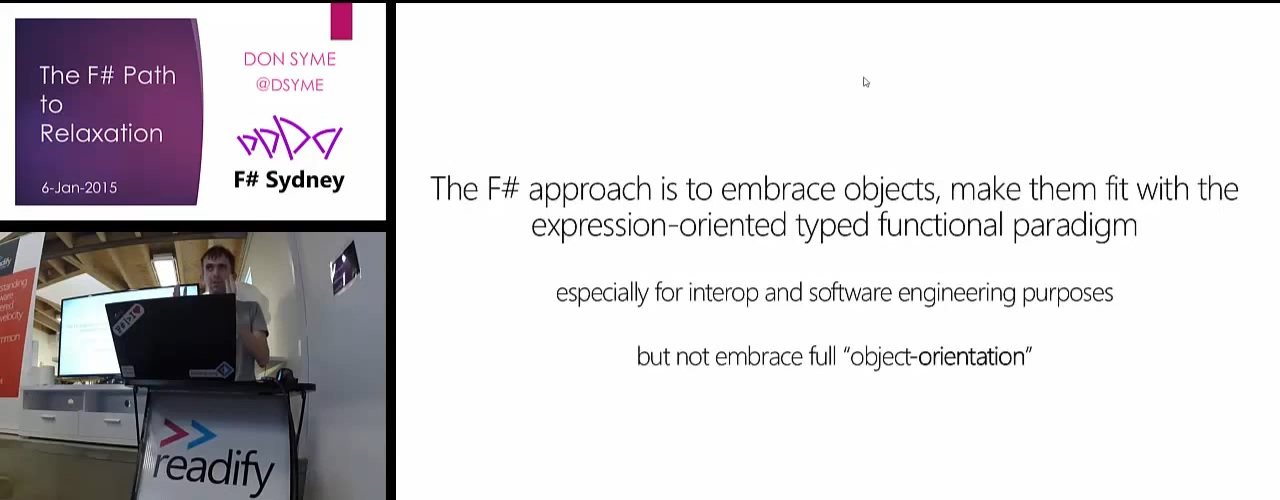 The F# Path
to
Relaxation
6-Jan-2015
DON SYME
@DSYME
F# Sydney
The F# approach is to embrace objects, make them fit with the
expression-oriented typed functional paradigm
especially for interop and software engineering purposes
but not embrace full “object-orientation”
readify